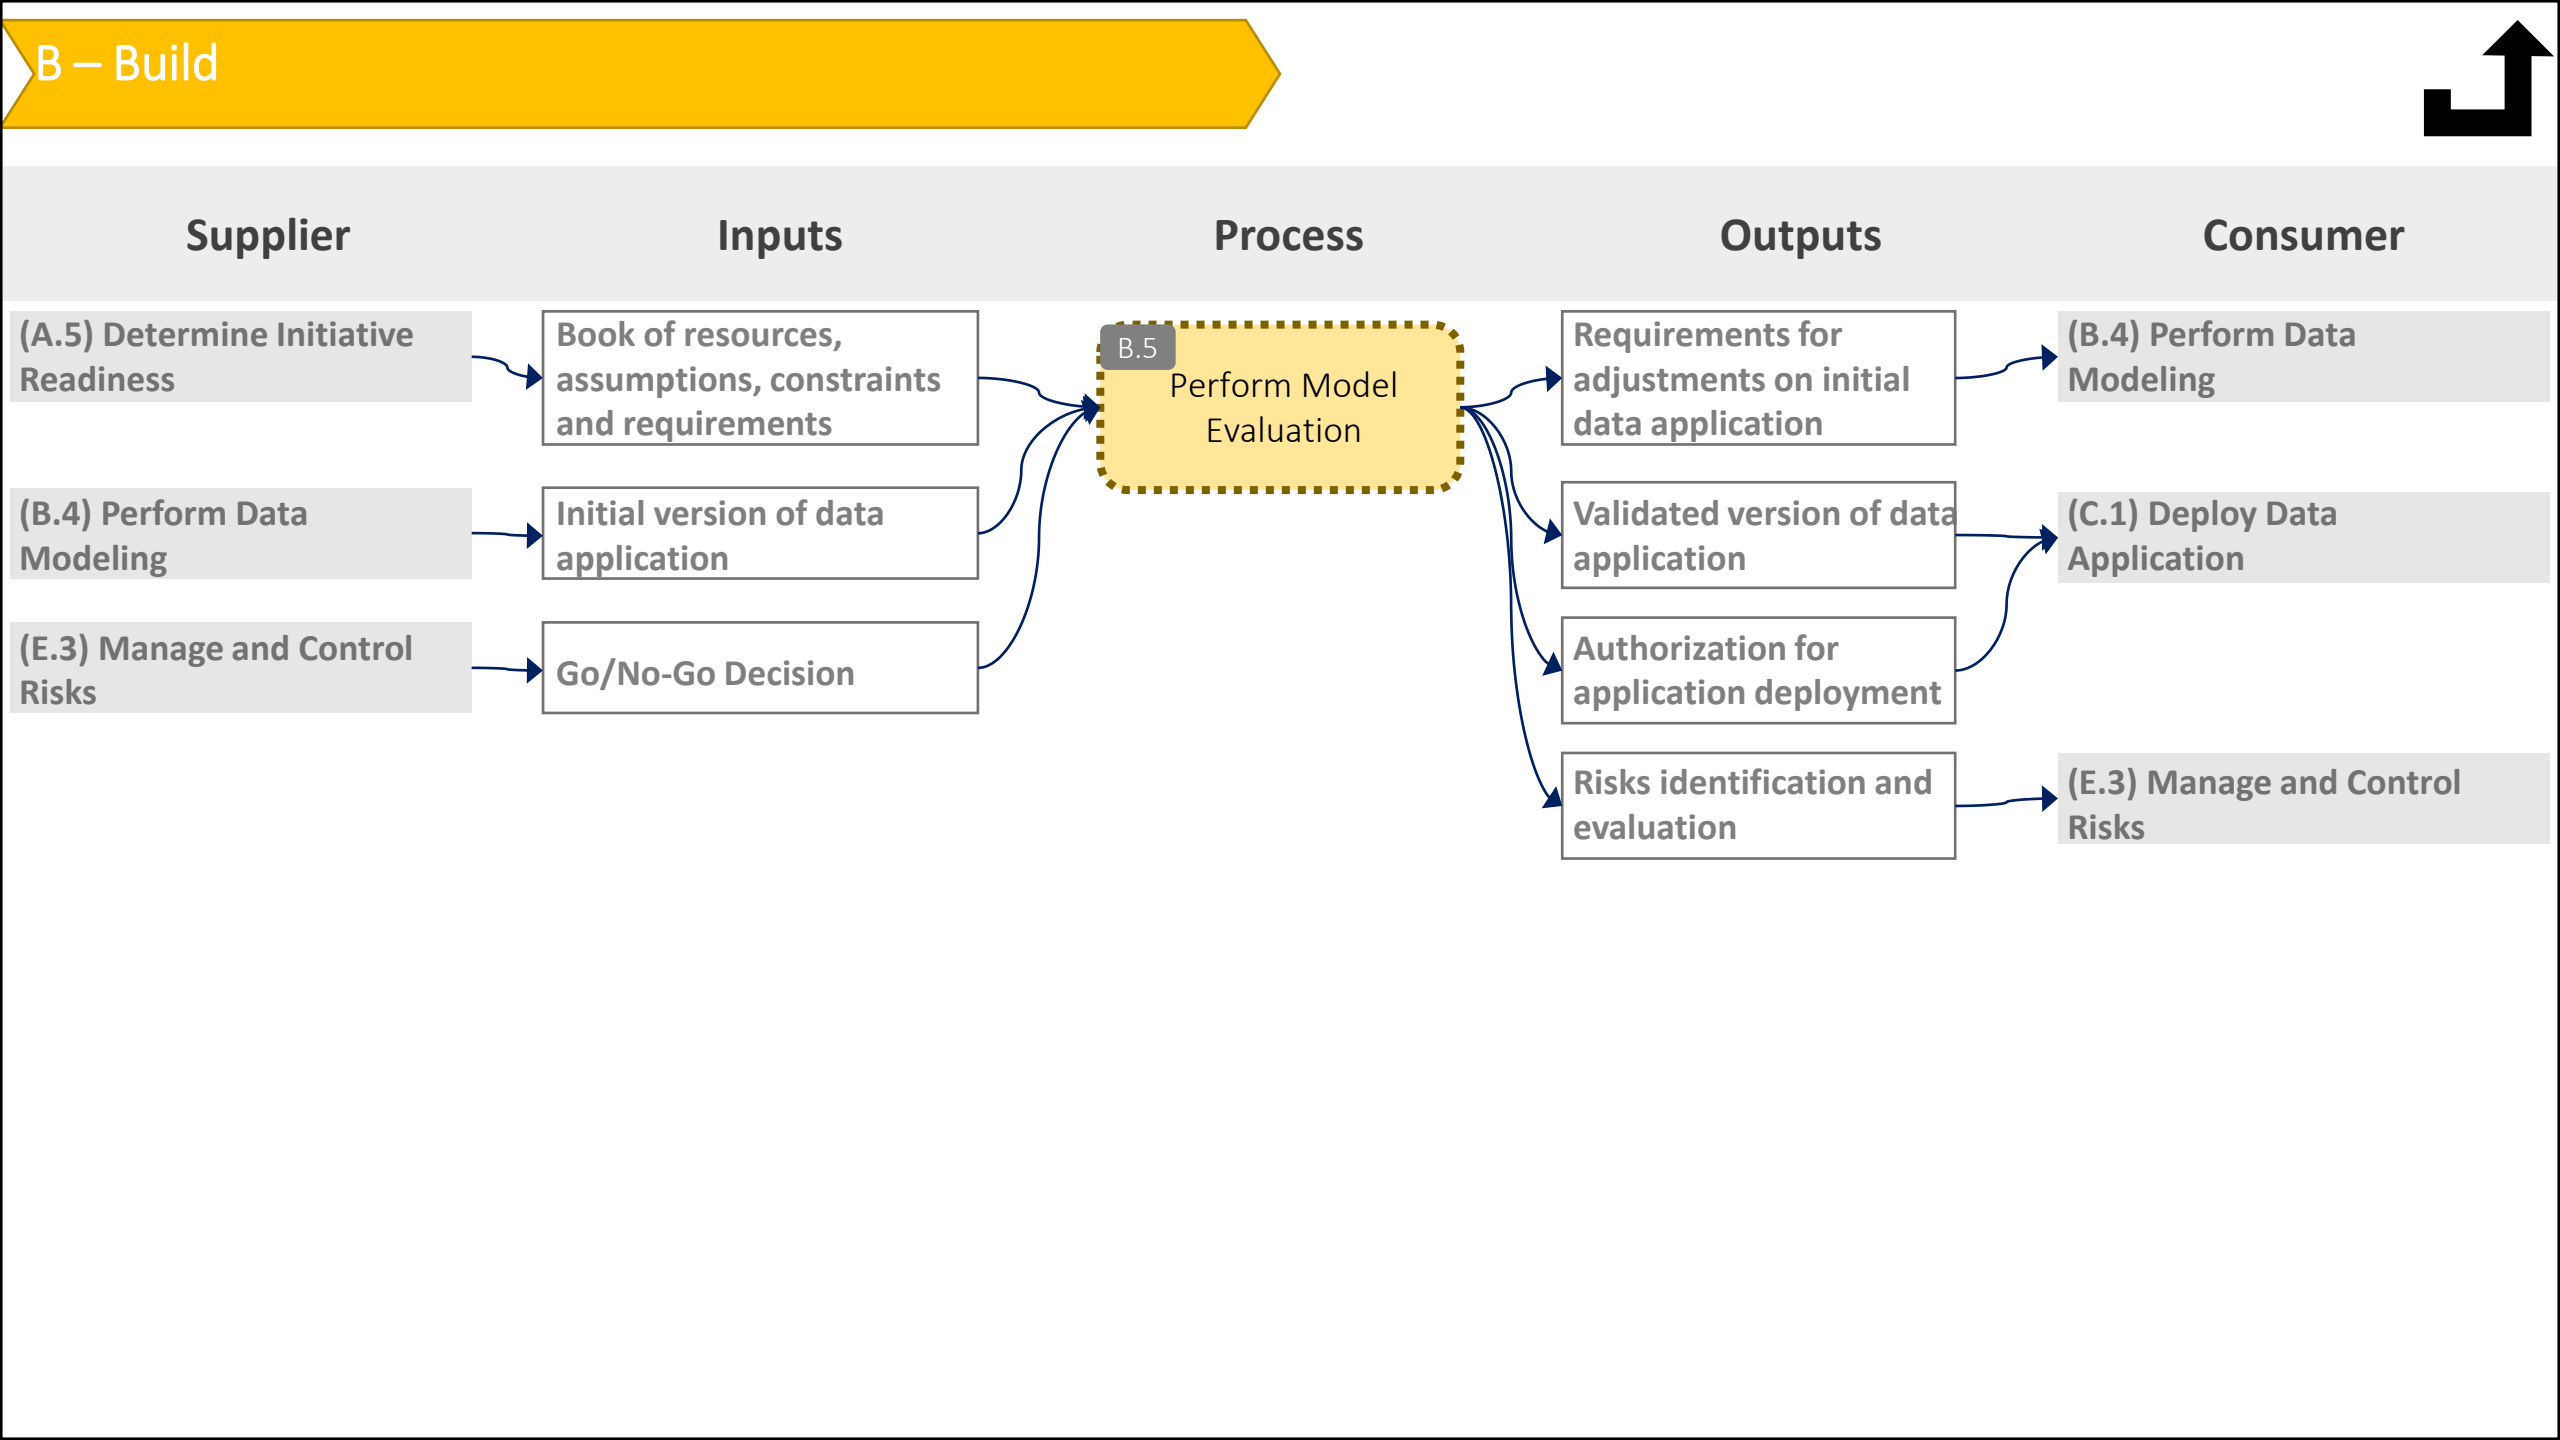 B – Build
Supplier
Inputs
Process
Outputs
Consumer
(A.5) Determine Initiative
Readiness
Book of resources,
assumptions, constraints
and requirements
B.5
Perform Model
Evaluation
Requirements for
adjustments on initial
data application
(B.4) Perform Data
Modeling
(B.4) Perform Data
Modeling
Initial version of data
application
Validated version of data
application
(C.1) Deploy Data
Application
(E.3) Manage and Control
Risks
Go/No-Go Decision
Authorization for
application deployment
Risks identification and
evaluation
(E.3) Manage and Control
Risks